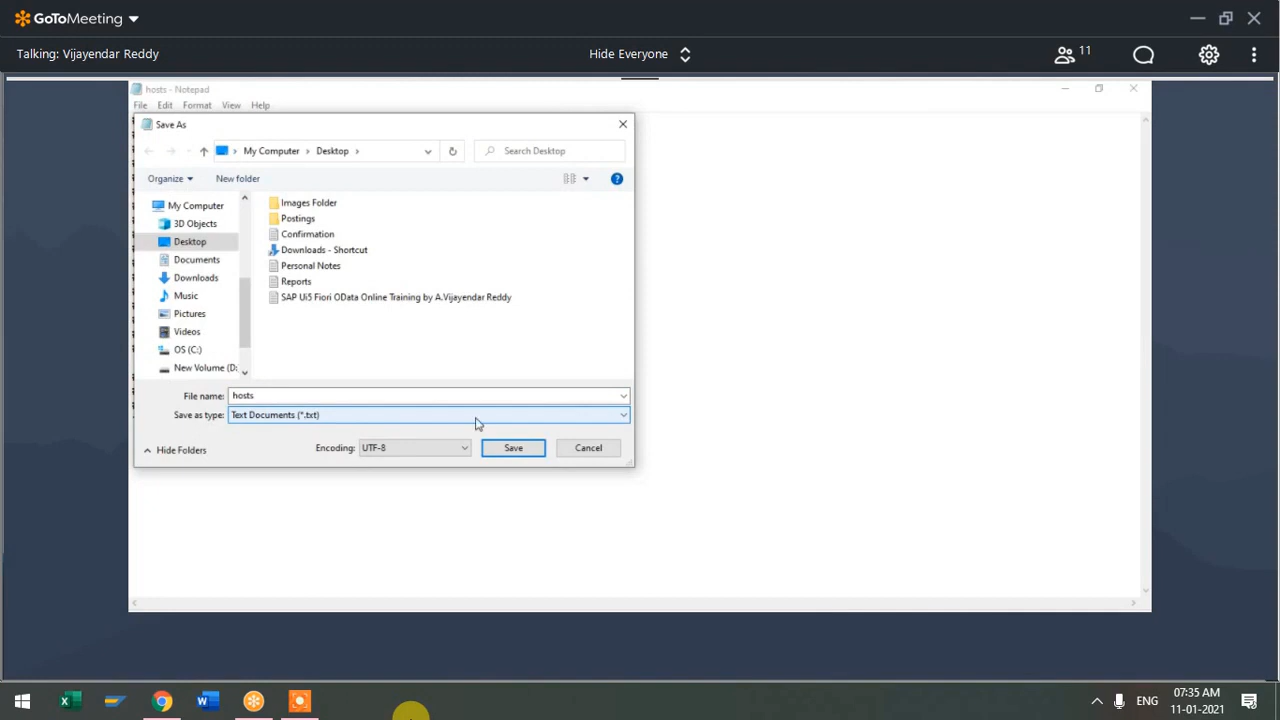 GoToMeeting
Talking: Vijayendar Reddy
Hide Everyone
11
hosts - Notepad
File Edit Format View Help
Save As
My Computer › Desktop ›
Search Desktop
Organize
New folder
My Computer
3D Objects
Desktop
Documents
Downloads
Music
Pictures
Videos
OS (C:)
New Volume (D:
Images Folder
Postings
Confirmation
Downloads - Shortcut
Personal Notes
Reports
SAP Ui5 Fiori OData Online Training by A.Vijayendar Reddy
File name: hosts
Save as type: Text Documents (*.txt)
Hide Folders
Encoding: UTF-8
Save
Cancel
ENG
07:35 AM
11-01-2021